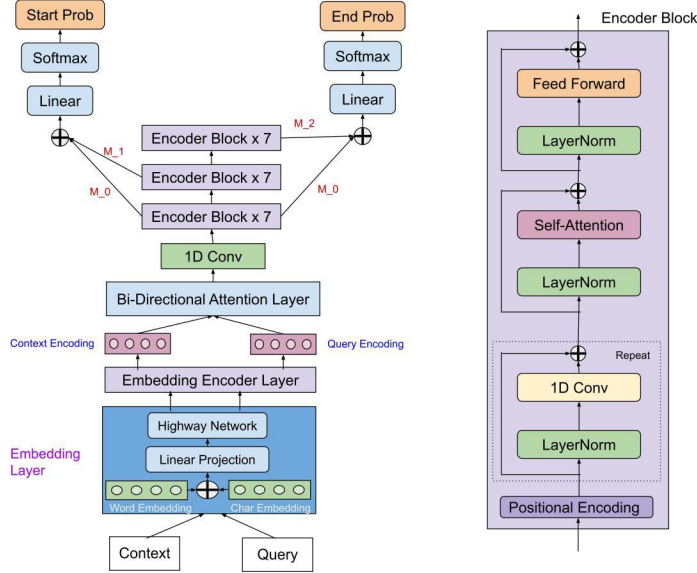 Start Prob
End Prob
Softmax
Softmax
Linear
Linear
M_2
Encoder Block x 7
M_1
Encoder Block x 7
M_0
M_0
Encoder Block x 7
1D Conv
Bi-Directional Attention Layer
Context Encoding
Query Encoding
Embedding Encoder Layer
Highway Network
Embedding
Layer
Linear Projection
Word Embedding
Char Embedding
Context
Query
Encoder Block
Feed Forward
LayerNorm
Self-Attention
LayerNorm
Repeat
1D Conv
LayerNorm
Positional Encoding